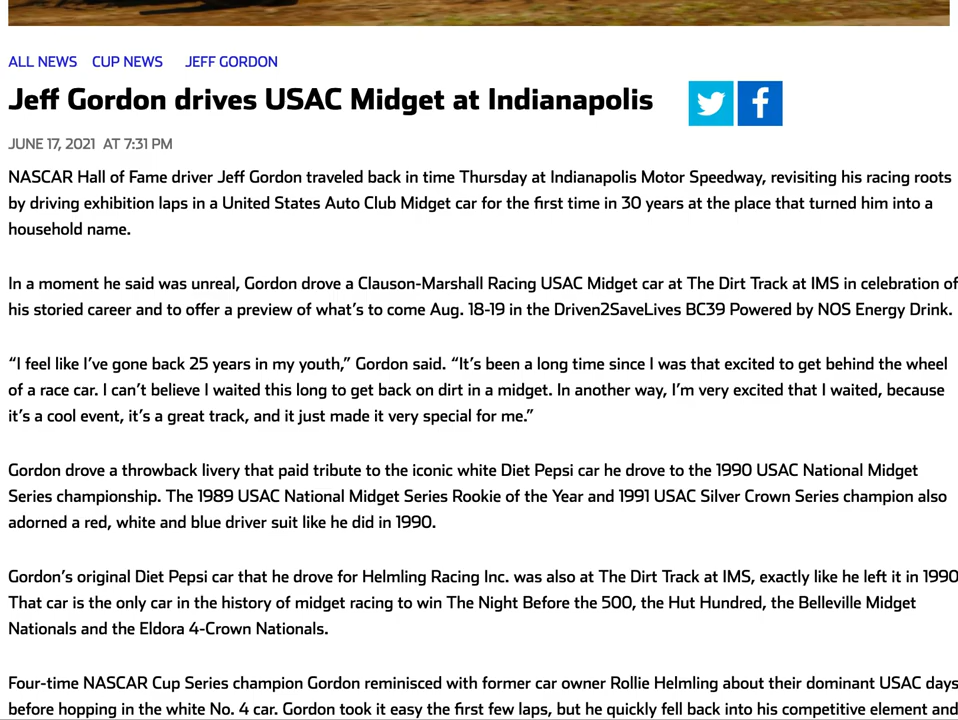 ALL NEWS CUP NEWS JEFF GORDON
Jeff Gordon drives USAC Midget at Indianapolis
JUNE 17, 2021 AT 7:31 PM
NASCAR Hall of Fame driver Jeff Gordon traveled back in time Thursday at Indianapolis Motor Speedway, revisiting his racing roots
by driving exhibition laps in a United States Auto Club Midget car for the first time in 30 years at the place that turned him into a
household name.
In a moment he said was unreal, Gordon drove a Clauson-Marshall Racing USAC Midget car at The Dirt Track at IMS in celebration of
his storied career and to offer a preview of what’s to come Aug. 18-19 in the Driven2SaveLives BC39 Powered by NOS Energy Drink.
“I feel like I’ve gone back 25 years in my youth,” Gordon said. “It’s been a long time since I was that excited to get behind the wheel
of a race car. I can’t believe I waited this long to get back on dirt in a midget. In another way, I’m very excited that I waited, because
it’s a cool event, it’s a great track, and it just made it very special for me.”
Gordon drove a throwback livery that paid tribute to the iconic white Diet Pepsi car he drove to the 1990 USAC National Midget
Series championship. The 1989 USAC National Midget Series Rookie of the Year and 1991 USAC Silver Crown Series champion also
adorned a red, white and blue driver suit like he did in 1990.
Gordon’s original Diet Pepsi car that he drove for Helmling Racing Inc. was also at The Dirt Track at IMS, exactly like he left it in 1990
That car is the only car in the history of midget racing to win The Night Before the 500, the Hut Hundred, the Belleville Midget
Nationals and the Eldora 4-Crown Nationals.
Four-time NASCAR Cup Series champion Gordon reminisced with former car owner Rollie Helmling about their dominant USAC days
before hopping in the white No. 4 car. Gordon took it easy the first few laps, but he quickly fell back into his competitive element and